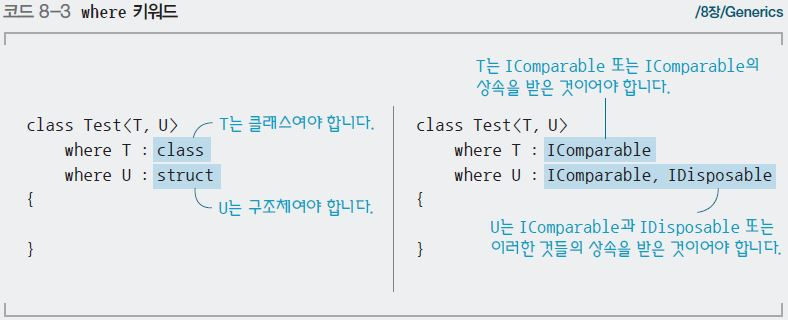 코드 8-3 where 키워드
/8장/Generics
class Test<T, U>
where T : class
where U : struct
{
}
T는 클래스여야 합니다.
U는 구조체여야 합니다.
T는 IComparable 또는 IComparable의
상속을 받은 것이어야 합니다.
class Test<T, U>
where T : IComparable
where U : IComparable, IDisposable
{
}
U는 IComparable과 IDisposable 또는
이러한 것들의 상속을 받은 것이어야 합니다.